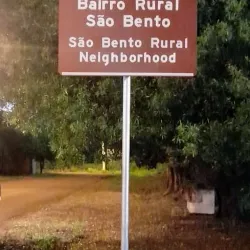 Bairro Rural
São Bento
São Bento Rural
Neighborhood